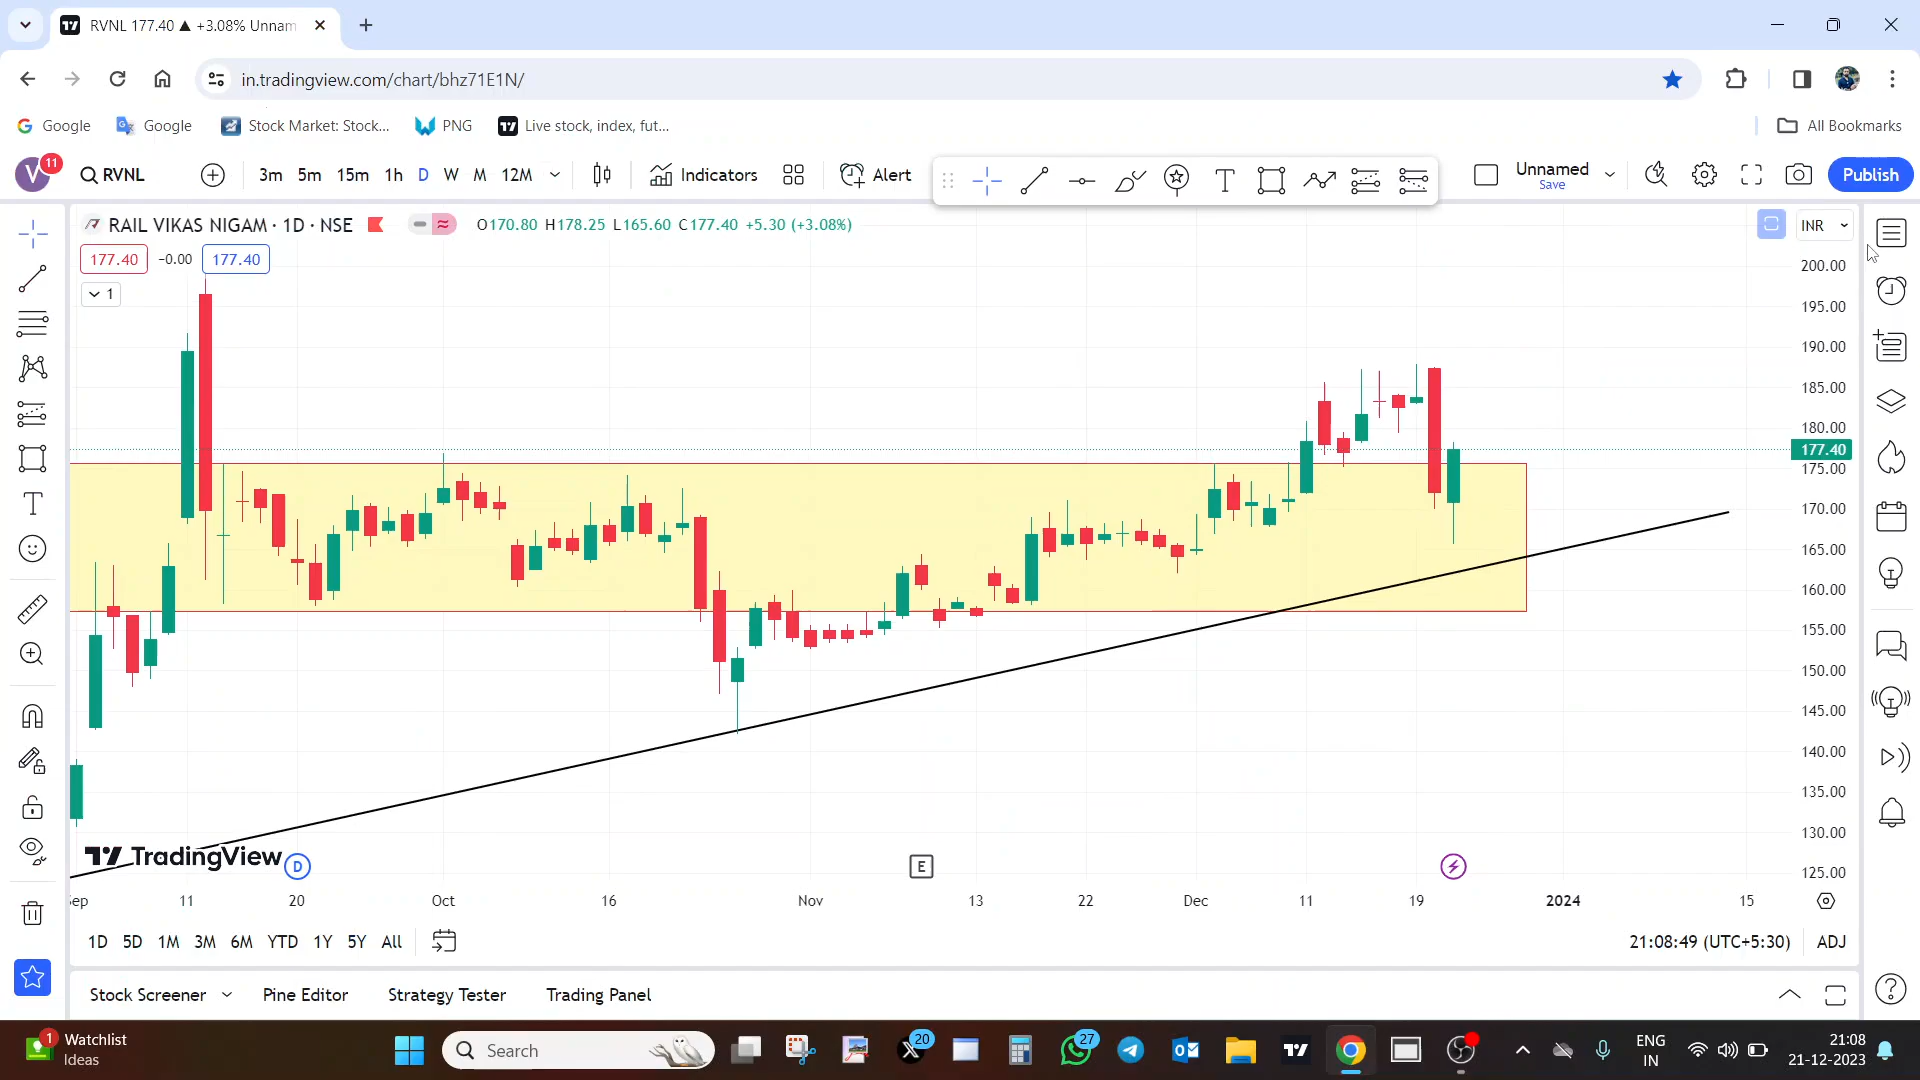 RVNL 177.40 ▲ +3.08% Unnam
in.tradingview.com/chart/bhz71E1N/
Google
Google
Stock Market: Stock...
PNG
Live stock, index, fut...
All Bookmarks
V
11
RVNL
3m 5m 15m 1h D W M 12M
Indicators
Alert
Unnamed
Save
Publish
RAIL VIKAS NIGAM · 1D · NSE
O170.80 H178.25 L165.60 C177.40 +5.30 (+3.08%)
INR
177.40 −0.00 177.40
1
200.00
195.00
190.00
185.00
180.00
177.40
175.00
170.00
165.00
160.00
155.00
150.00
145.00
140.00
135.00
130.00
125.00
TradingView
D
E
ep 11 20 Oct 16 Nov 13 22 Dec 11 19 2024 15
1D 5D 1M 3M 6M YTD 1Y 5Y All
21:08:49 (UTC+5:30) ADJ
Stock Screener Pine Editor Strategy Tester Trading Panel
1
Watchlist
Ideas
Search
20
27
ENG
IN
21:08
21-12-2023